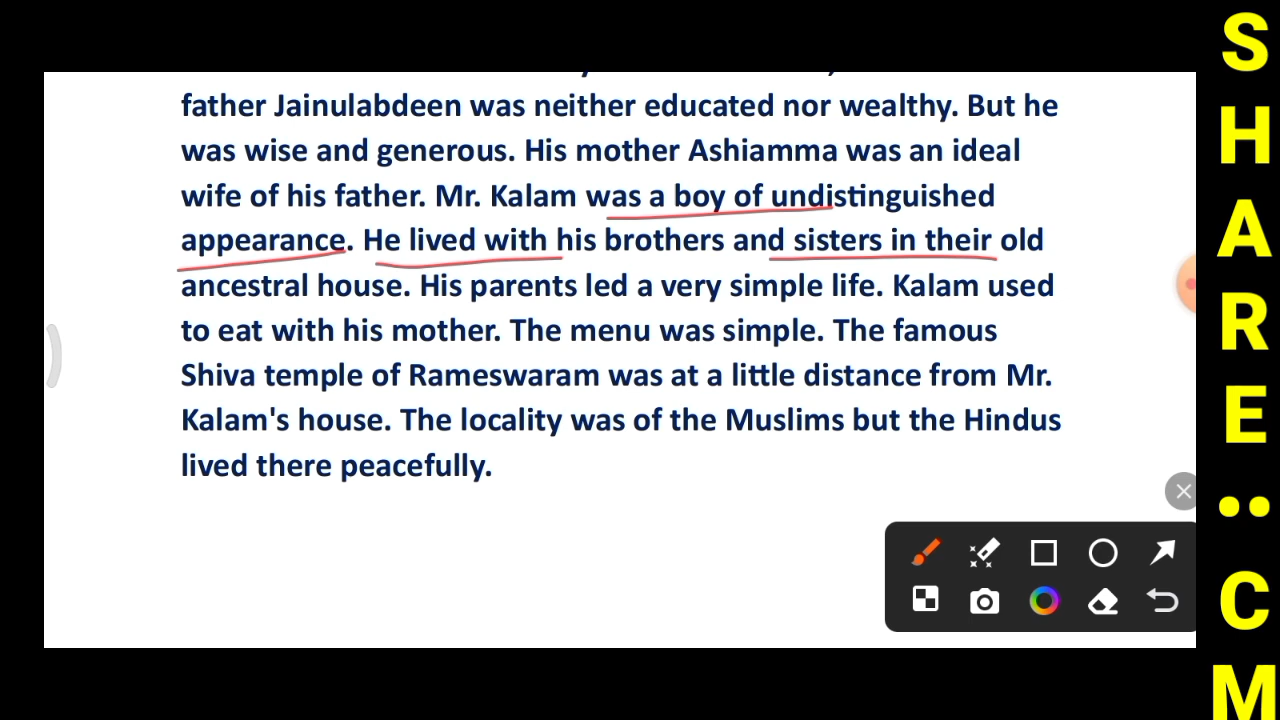 father Jainulabdeen was neither educated nor wealthy. But he
was wise and generous. His mother Ashiamma was an ideal
wife of his father. Mr. Kalam was a boy of undistinguished
appearance. He lived with his brothers and sisters in their old
ancestral house. His parents led a very simple life. Kalam used
to eat with his mother. The menu was simple. The famous
Shiva temple of Rameswaram was at a little distance from Mr.
Kalam's house. The locality was of the Muslims but the Hindus
lived there peacefully.
S
H
A
R
E
••
C
M